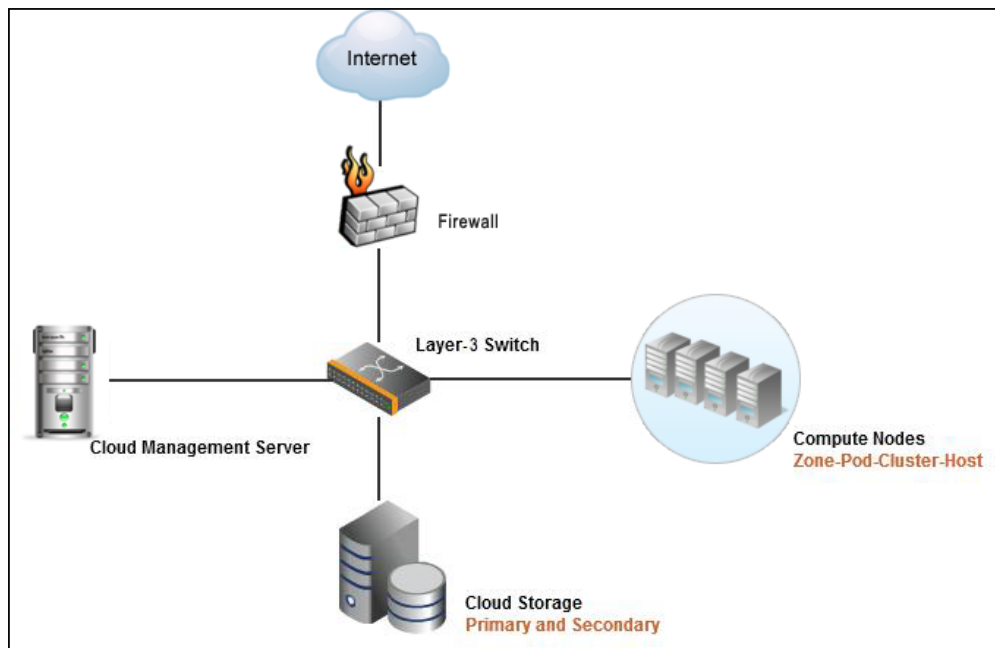 Internet
Firewall
Layer-3 Switch
Cloud Management Server
Compute Nodes
Zone-Pod-Cluster-Host
Cloud Storage
Primary and Secondary